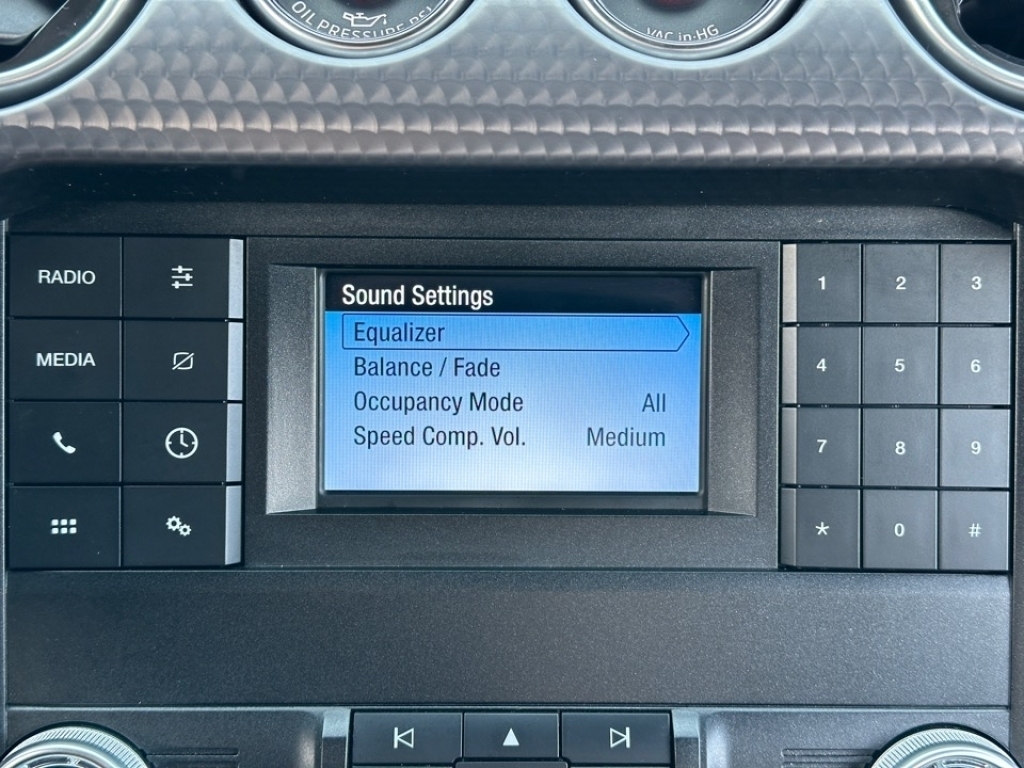 OIL PRESSURE PSI
VAC in-HG
Sound Settings
Equalizer
Balance / Fade
Occupancy Mode All
Speed Comp. Vol. Medium
RADIO
MEDIA
1 2 3
4 5 6
7 8 9
* 0 #